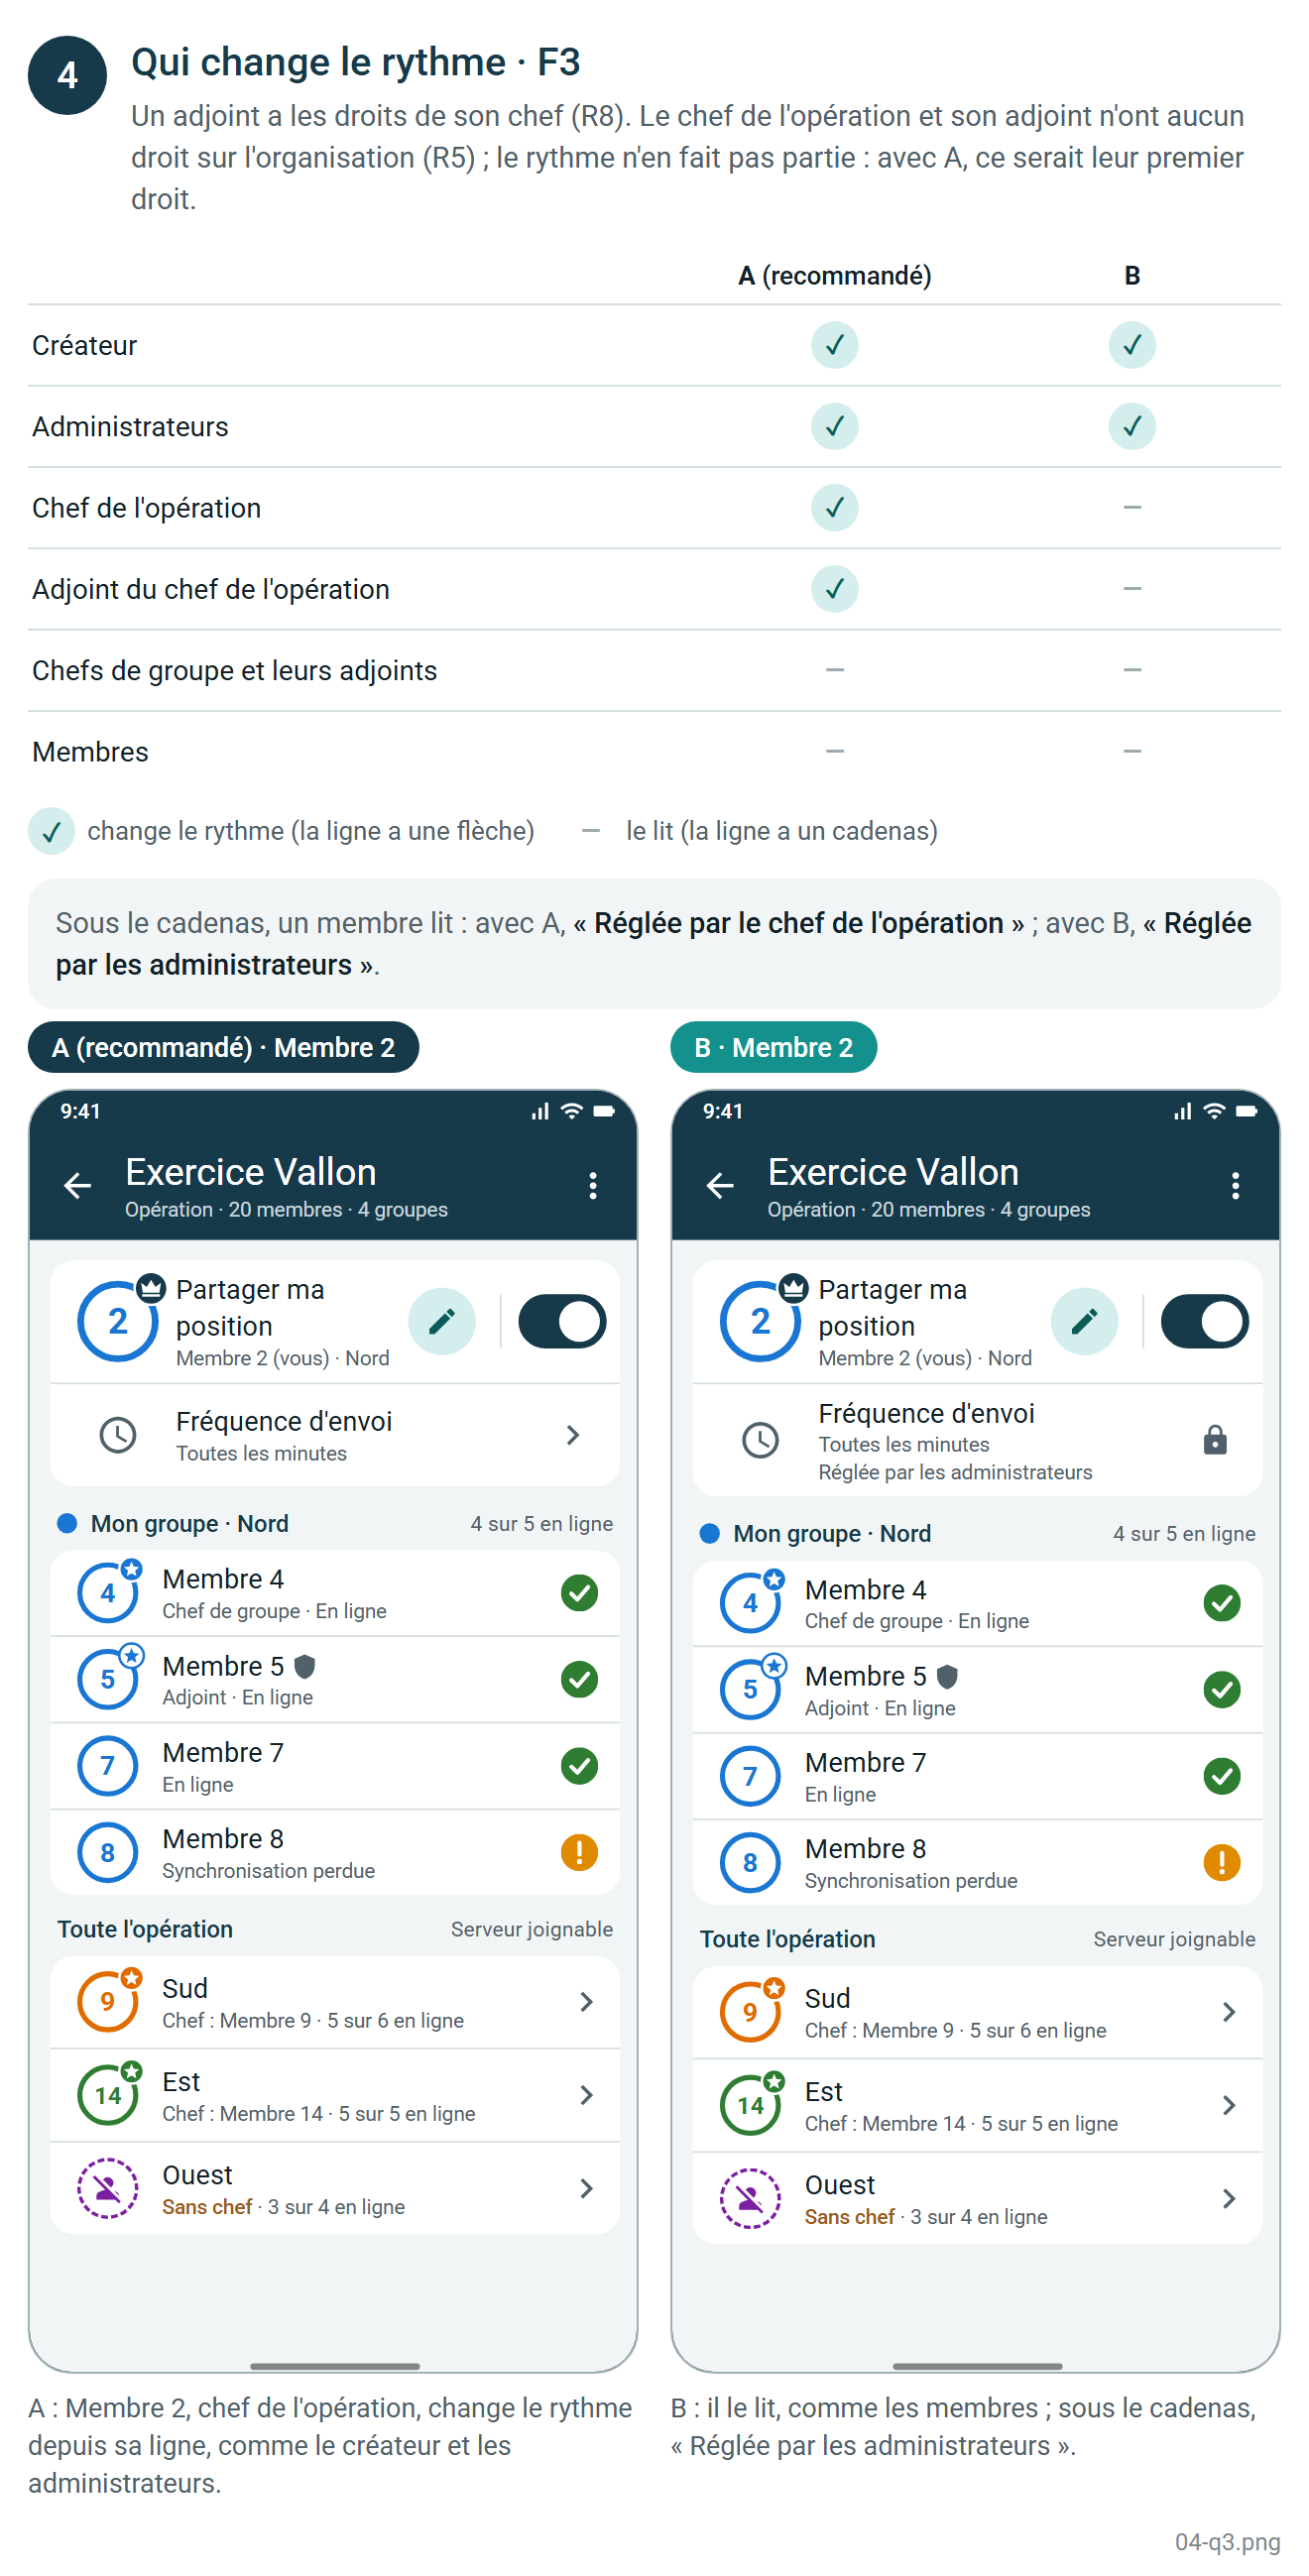 4
Qui change le rythme · F3
Un adjoint a les droits de son chef (R8). Le chef de l'opération et son adjoint n'ont aucun
droit sur l'organisation (R5) ; le rythme n'en fait pas partie : avec A, ce serait leur premier
droit.
A (recommandé) B
Créateur ✓ ✓
Administrateurs ✓ ✓
Chef de l'opération ✓ –
Adjoint du chef de l'opération ✓ –
Chefs de groupe et leurs adjoints – –
Membres – –
✓ change le rythme (la ligne a une flèche) – le lit (la ligne a un cadenas)
Sous le cadenas, un membre lit : avec A, « Réglée par le chef de l'opération » ; avec B, « Réglée
par les administrateurs ».
A (recommandé) · Membre 2
9:41
Exercice Vallon
Opération · 20 membres · 4 groupes
2
Partager ma
position
Membre 2 (vous) · Nord
Fréquence d'envoi
Toutes les minutes
Mon groupe · Nord 4 sur 5 en ligne
4
Membre 4
Chef de groupe · En ligne
5
Membre 5
Adjoint · En ligne
7
Membre 7
En ligne
8
Membre 8
Synchronisation perdue
Toute l'opération Serveur joignable
9
Sud
Chef : Membre 9 · 5 sur 6 en ligne
14
Est
Chef : Membre 14 · 5 sur 5 en ligne
Ouest
Sans chef · 3 sur 4 en ligne
A : Membre 2, chef de l'opération, change le rythme
depuis sa ligne, comme le créateur et les
administrateurs.
B · Membre 2
9:41
Exercice Vallon
Opération · 20 membres · 4 groupes
2
Partager ma
position
Membre 2 (vous) · Nord
Fréquence d'envoi
Toutes les minutes
Réglée par les administrateurs
Mon groupe · Nord 4 sur 5 en ligne
4
Membre 4
Chef de groupe · En ligne
5
Membre 5
Adjoint · En ligne
7
Membre 7
En ligne
8
Membre 8
Synchronisation perdue
Toute l'opération Serveur joignable
9
Sud
Chef : Membre 9 · 5 sur 6 en ligne
14
Est
Chef : Membre 14 · 5 sur 5 en ligne
Ouest
Sans chef · 3 sur 4 en ligne
B : il le lit, comme les membres ; sous le cadenas,
« Réglée par les administrateurs ».
04-q3.png